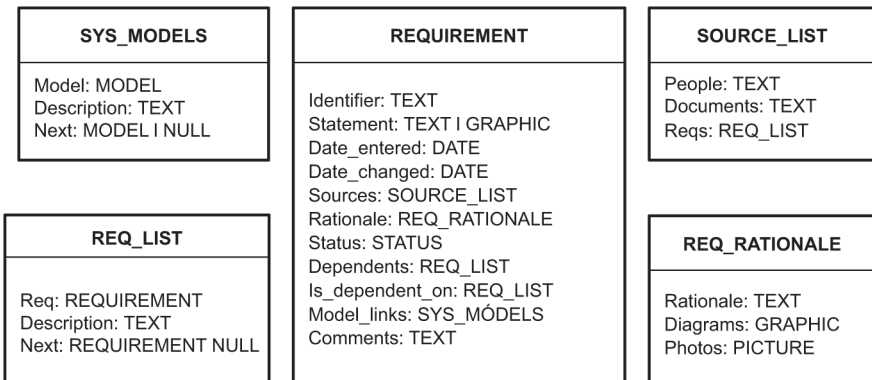 SYS_MODELS
Model: MODEL
Description: TEXT
Next: MODEL I NULL
REQ_LIST
Req: REQUIREMENT
Description: TEXT
Next: REQUIREMENT NULL
REQUIREMENT
Identifier: TEXT
Statement: TEXT I GRAPHIC
Date_entered: DATE
Date_changed: DATE
Sources: SOURCE_LIST
Rationale: REQ_RATIONALE
Status: STATUS
Dependents: REQ_LIST
Is_dependent_on: REQ_LIST
Model_links: SYS_MÓDELS
Comments: TEXT
SOURCE_LIST
People: TEXT
Documents: TEXT
Reqs: REQ_LIST
REQ_RATIONALE
Rationale: TEXT
Diagrams: GRAPHIC
Photos: PICTURE